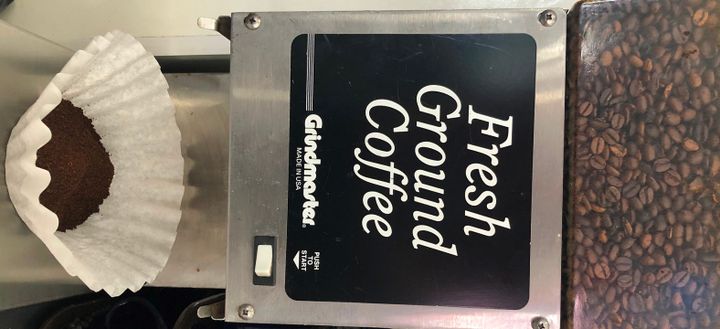 Fresh
Ground
Coffee
Grindmaster®
MADE IN USA
PUSH
TO
START